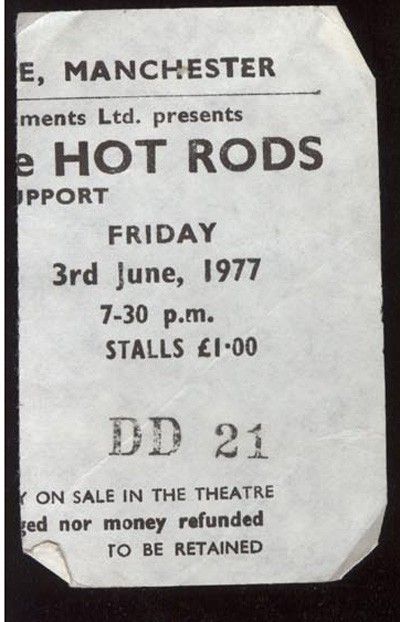 E, MANCHESTER
ments Ltd. presents
e HOT RODS
UPPORT
FRIDAY
3rd June, 1977
7-30 p.m.
STALLS £1·00
DD 21
Y ON SALE IN THE THEATRE
ged nor money refunded
TO BE RETAINED